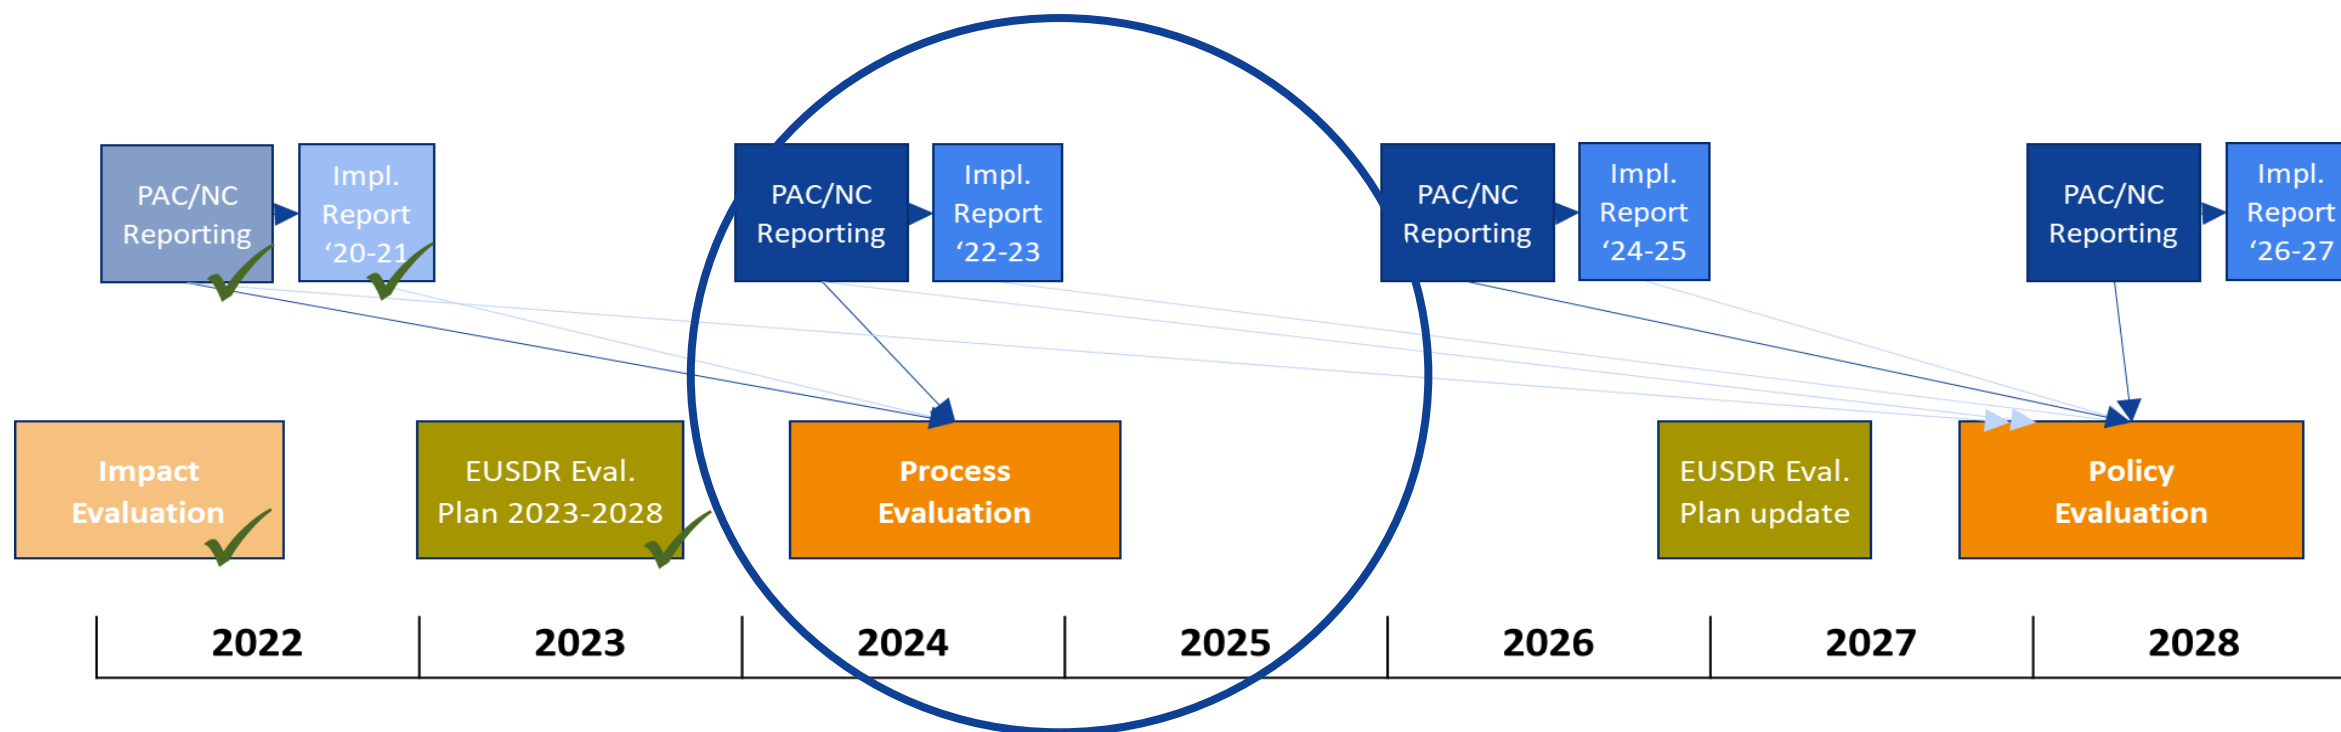 PAC/NC
Reporting
Impl.
Report
‘20-21
PAC/NC
Reporting
Impl.
Report
‘22-23
PAC/NC
Reporting
Impl.
Report
‘24-25
PAC/NC
Reporting
Impl.
Report
‘26-27
Impact
Evaluation
EUSDR Eval.
Plan 2023-2028
Process
Evaluation
EUSDR Eval.
Plan update
Policy
Evaluation
2022
2023
2024
2025
2026
2027
2028